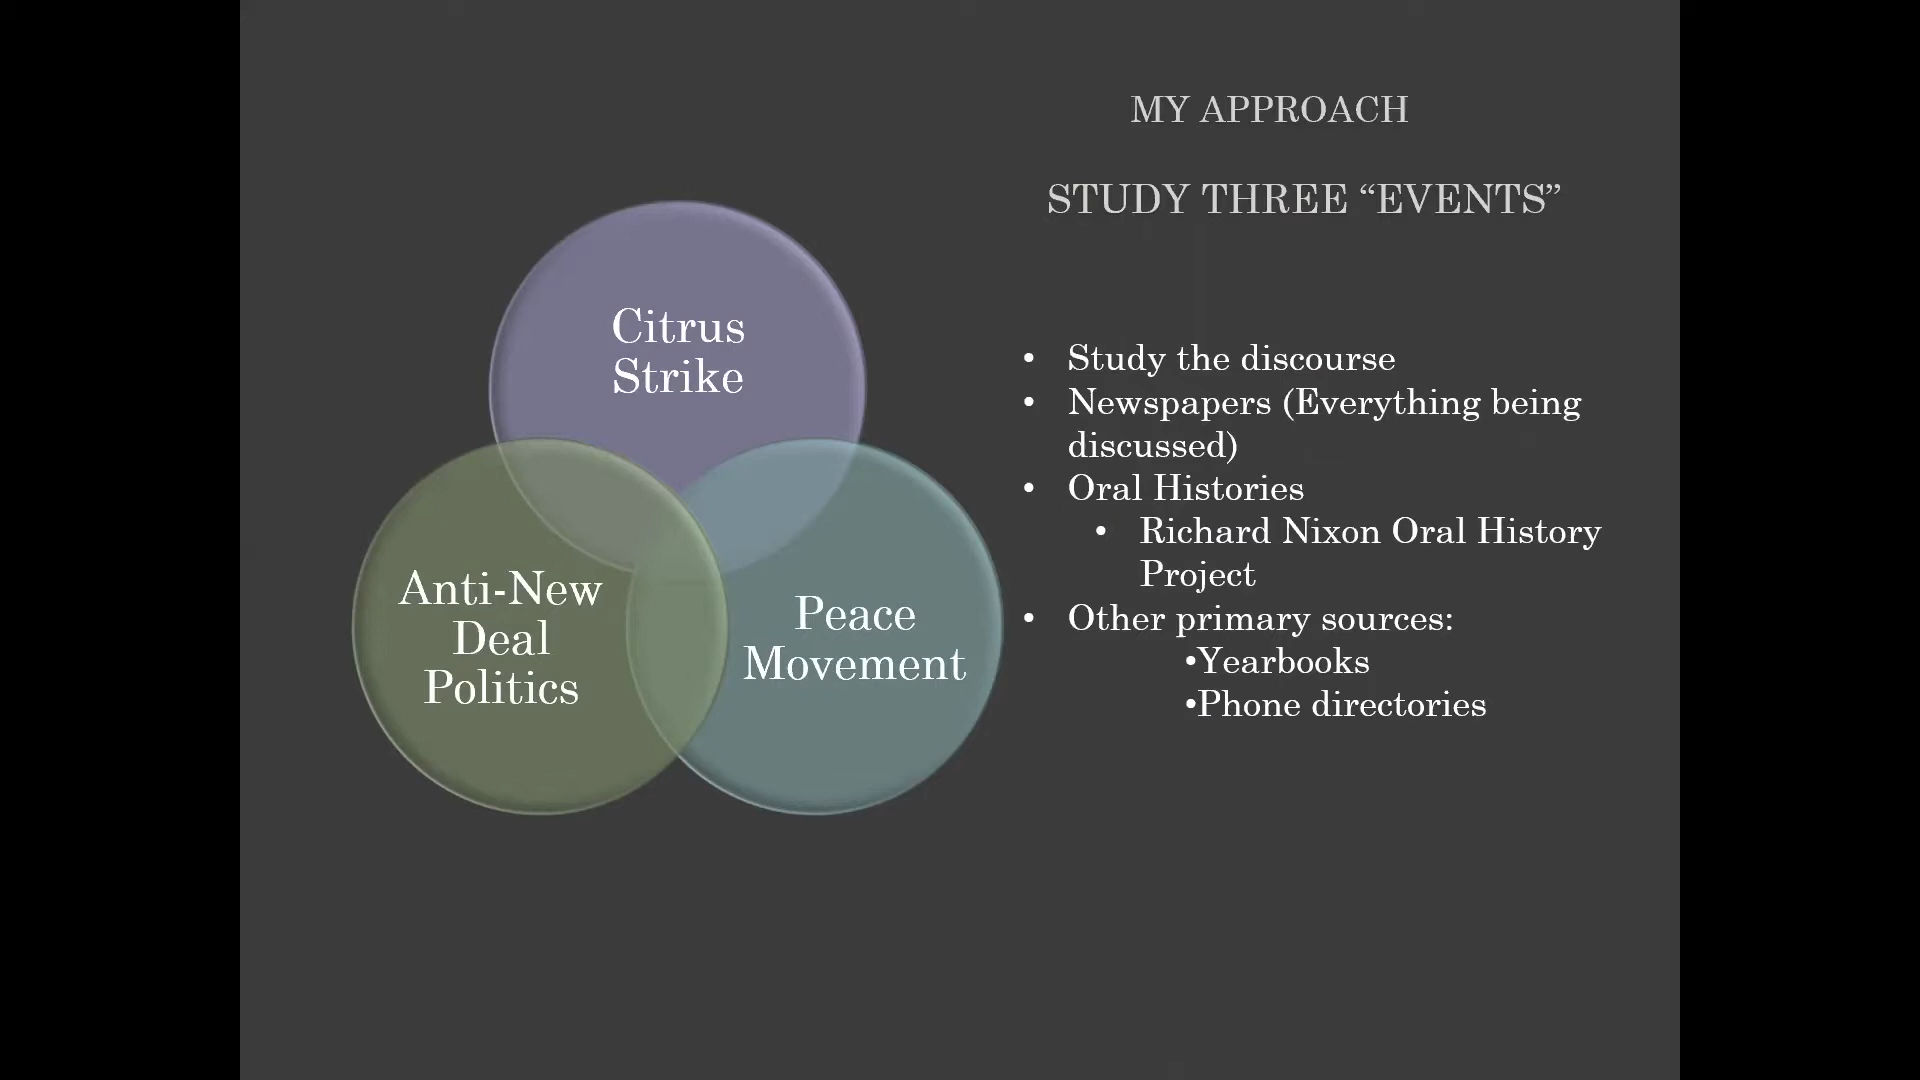 MY APPROACH
STUDY THREE “EVENTS”
Citrus
Strike
Anti-New
Deal
Politics
Peace
Movement
• Study the discourse
• Newspapers (Everything being
discussed)
• Oral Histories
• Richard Nixon Oral History
Project
• Other primary sources:
•Yearbooks
•Phone directories